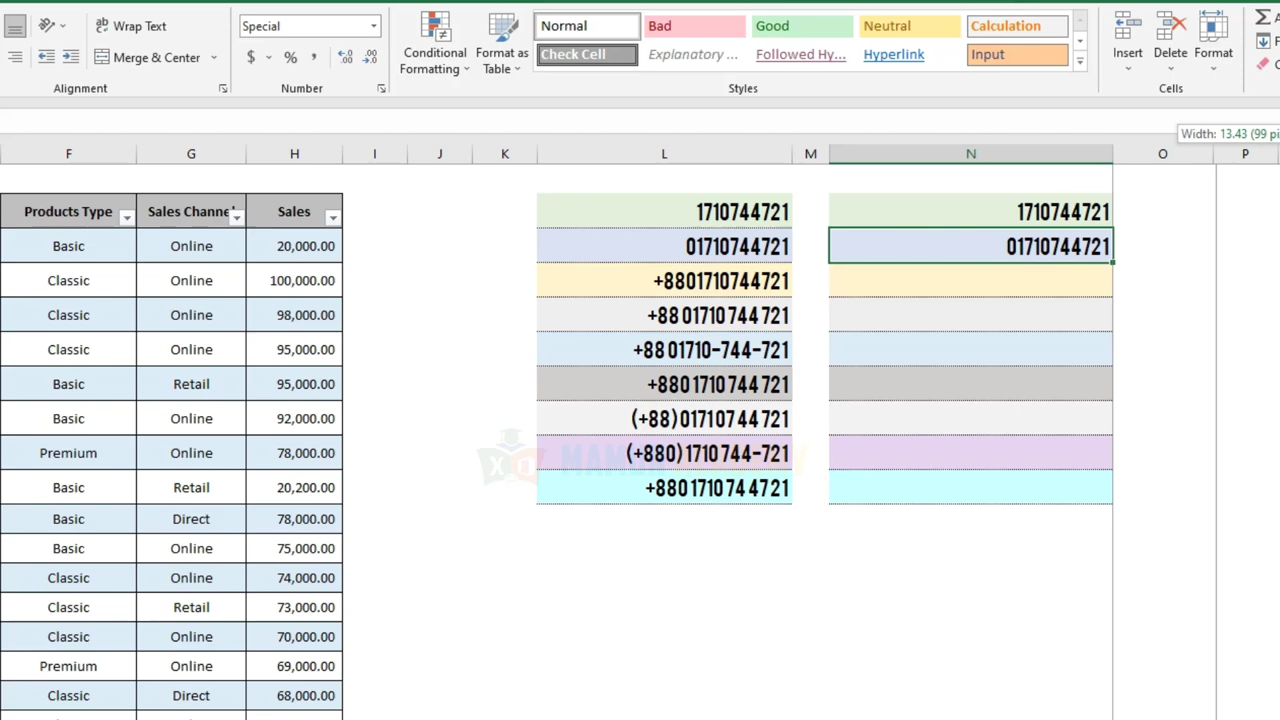 Wrap Text
Special
Normal
Bad
Good
Neutral
Calculation
Merge & Center
$ % ,
Conditional Formatting
Format as Table
Check Cell
Explanatory ...
Followed Hy...
Hyperlink
Input
Insert
Delete
Format
Alignment
Number
Styles
Cells
Width: 13.43 (99 pi
F G H I J K L M N O P
Products Type Sales Channe Sales 1710744721 1710744721
Basic Online 20,000.00 01710744721 01710744721
Classic Online 100,000.00 +8801710744721
Classic Online 98,000.00 +88 01710 744 721
Classic Online 95,000.00 +88 01710-744-721
Basic Retail 95,000.00 +880 1710 744 721
Basic Online 92,000.00 (+88) 01710 744 721
Premium Online 78,000.00 (+880) 1710 744-721
Basic Retail 20,200.00 +880 1710 74 47 21
Basic Direct 78,000.00
Basic Online 75,000.00
Classic Online 74,000.00
Classic Retail 73,000.00
Classic Online 70,000.00
Premium Online 69,000.00
Classic Direct 68,000.00